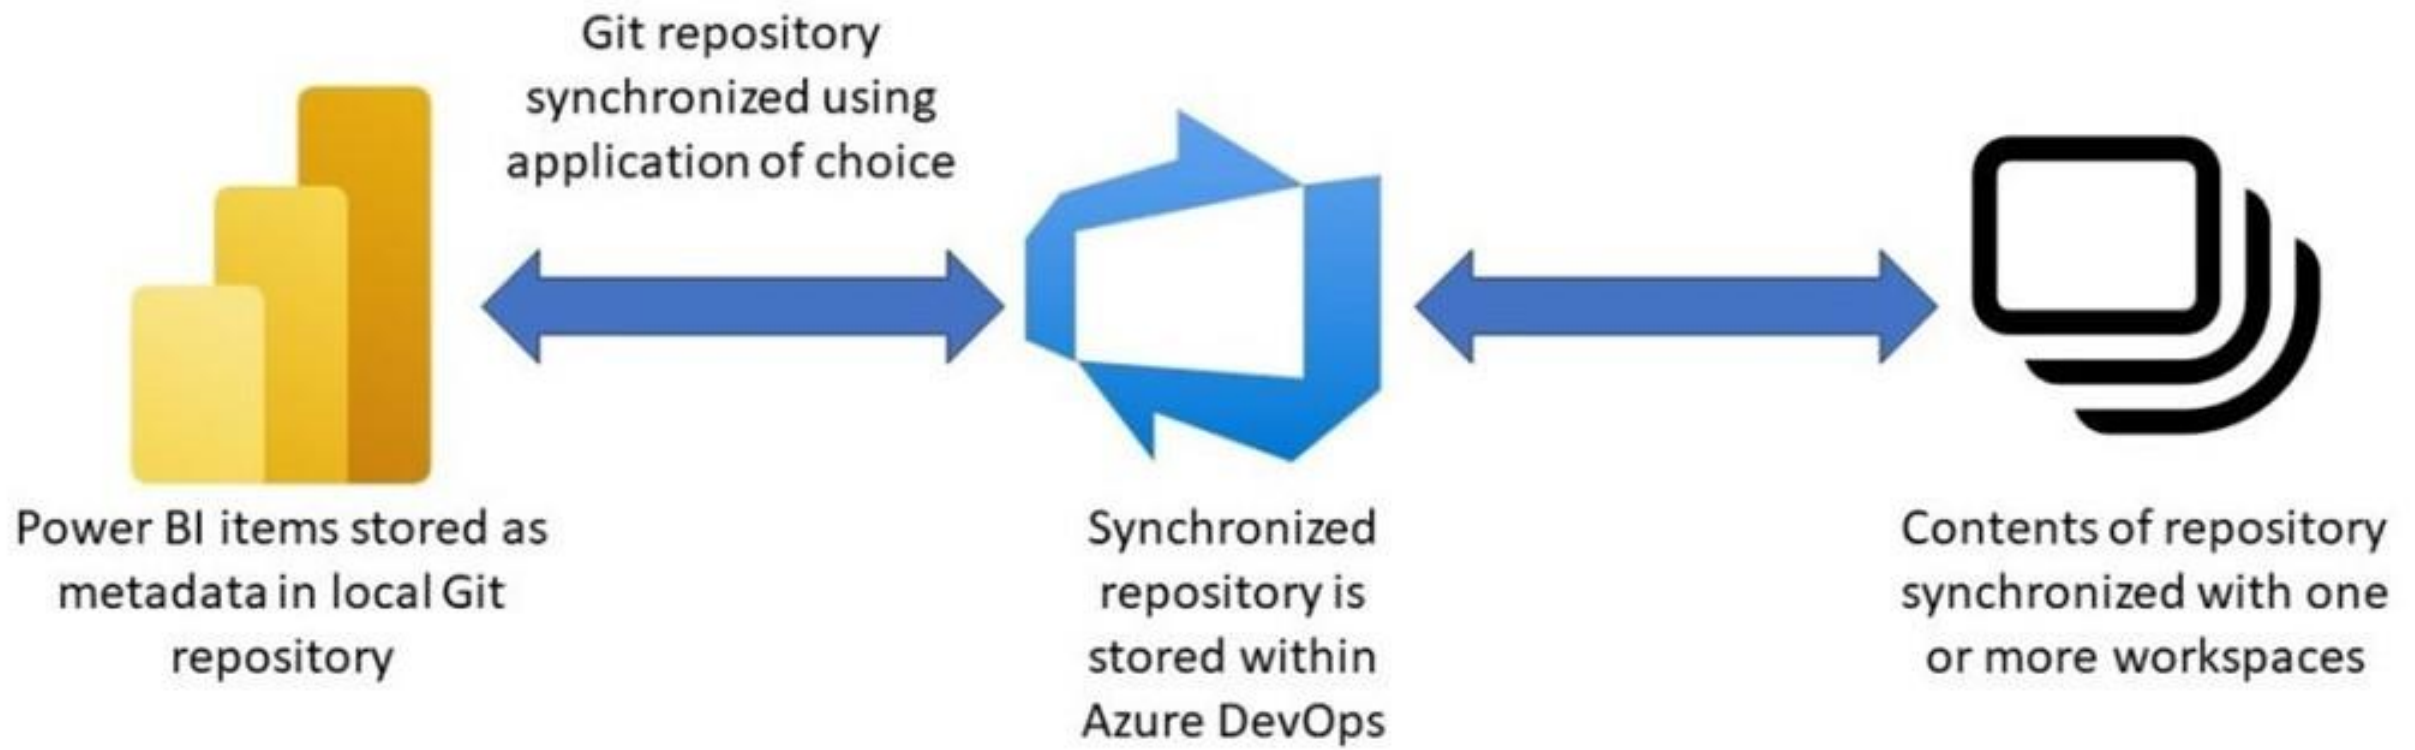 Git repository
synchronized using
application of choice
Power BI items stored as
metadata in local Git
repository
Synchronized
repository is
stored within
Azure DevOps
Contents of repository
synchronized with one
or more workspaces